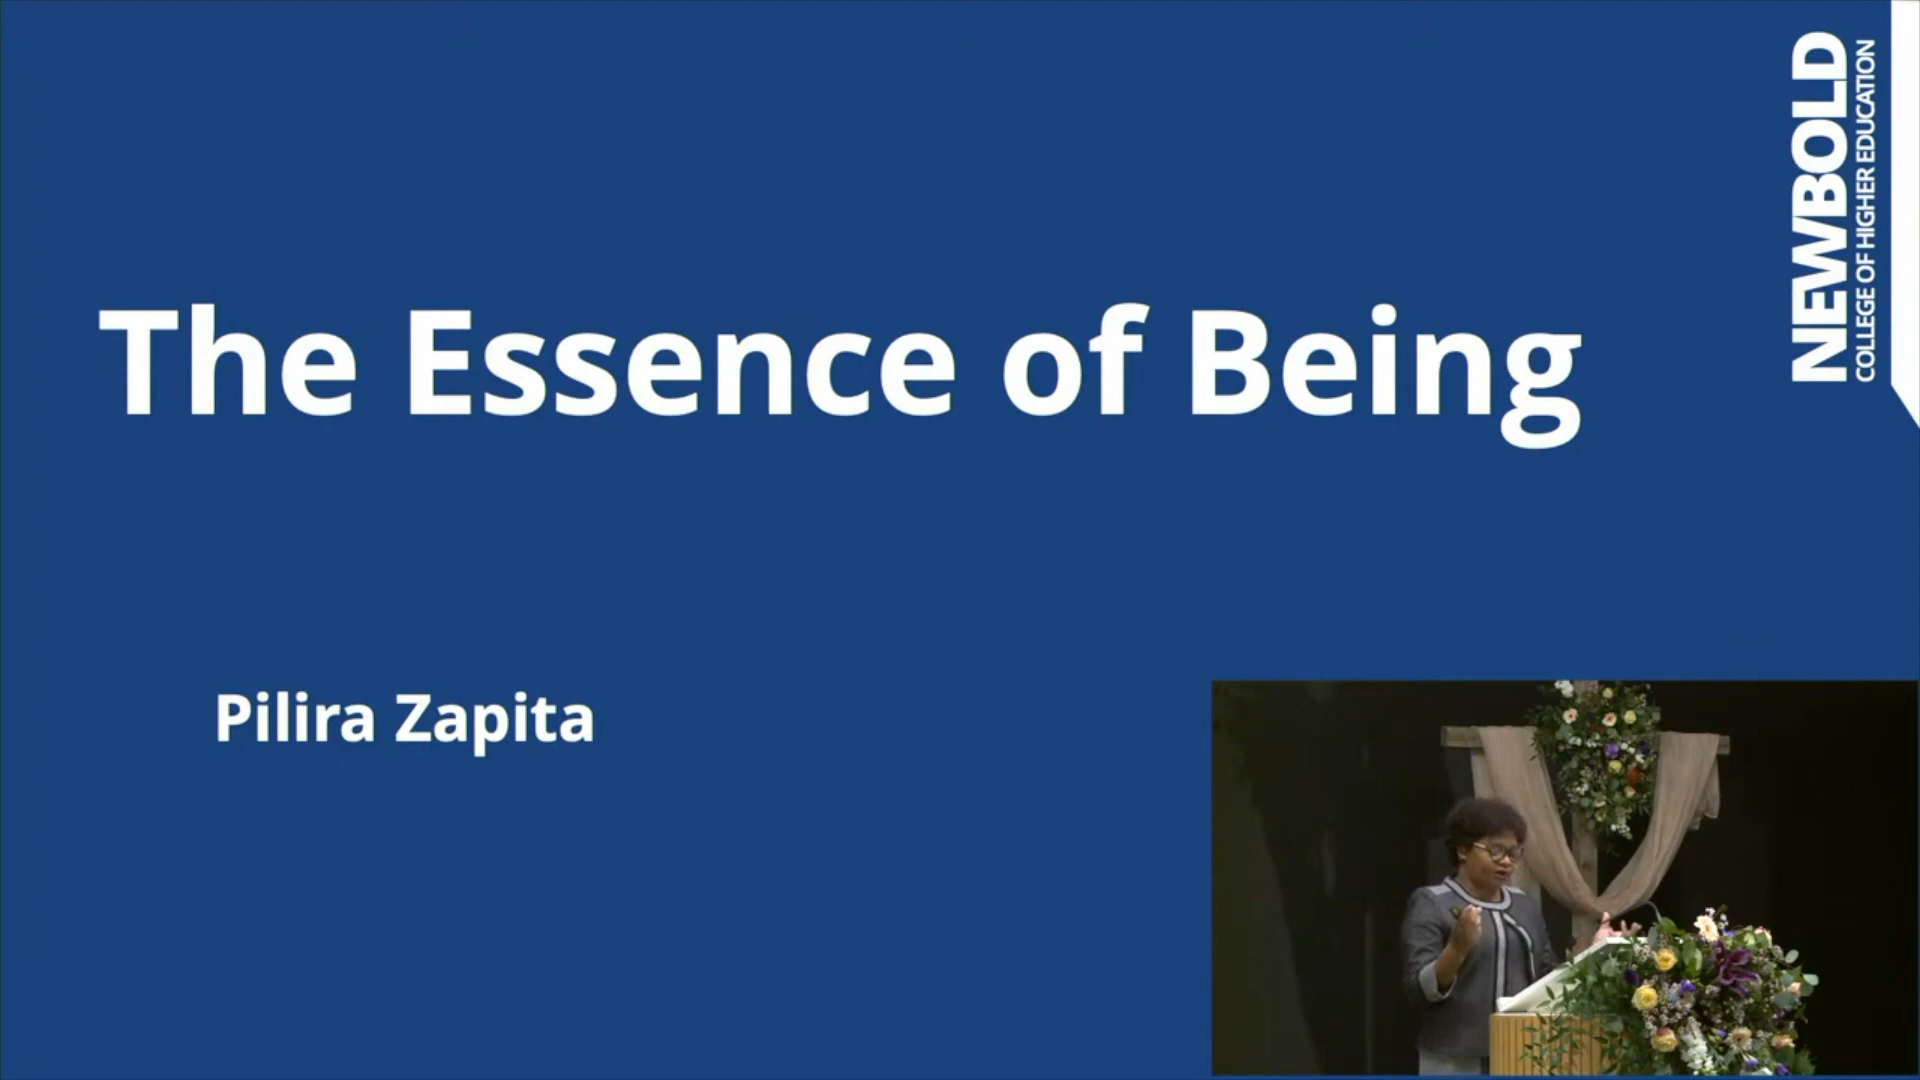 The Essence of Being
Pilira Zapita
NEWBOLD
COLLEGE OF HIGHER EDUCATION